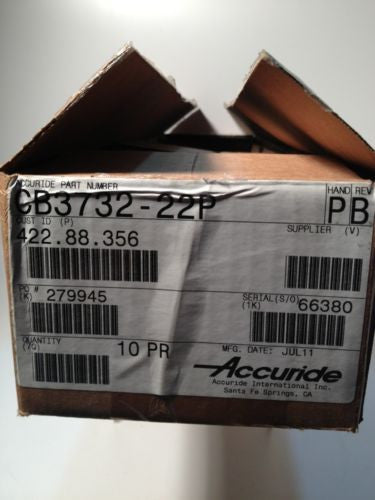 ACCURIDE PART NUMBER
HAND REV
CB3732-22P
PB
CUST ID (P)
SUPPLIER (V)
422.88.356
PO #
(K) 279945
SERIAL(S/O)
(1K) 66380
QUANTITY
(7Q) 10 PR
MFG. DATE: JUL11
Accuride
Accuride International Inc.
Santa Fe Springs, CA